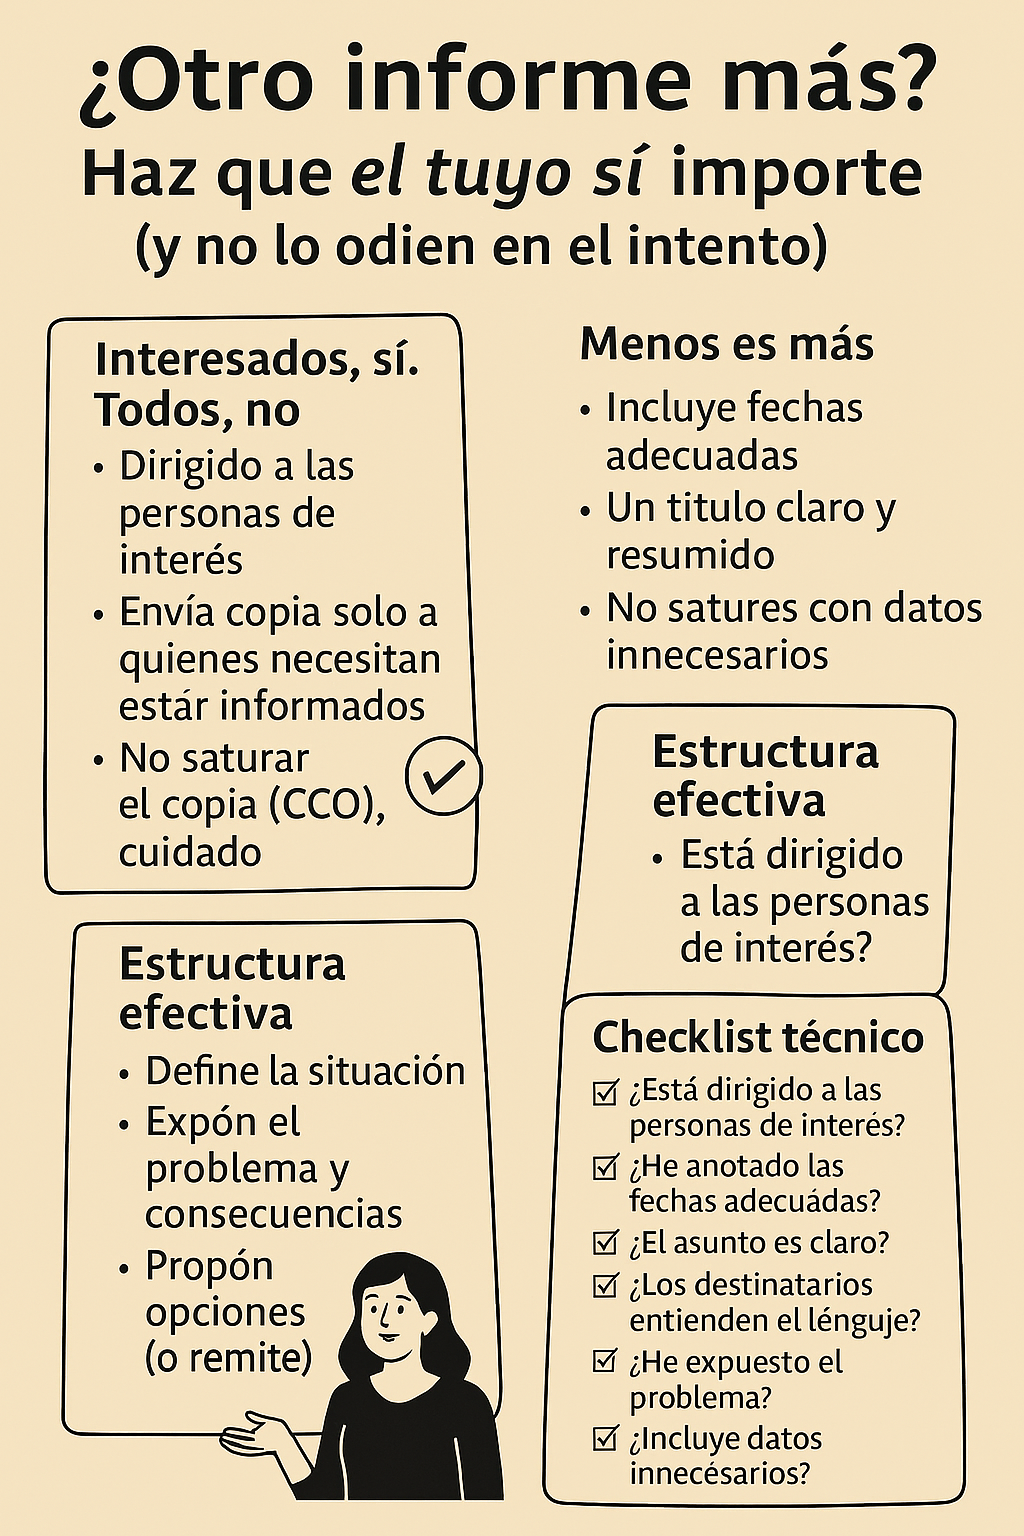 ¿Otro informe más?
Haz que el tuyo sí importe
(y no lo odien en el intento)
Interesados, sí.
Todos, no
• Dirigido a las
personas de
interés
• Envía copia solo a
quienes necesitan
estár informados
• No saturar
el copia (CCO),
cuidado
Menos es más
• Incluye fechas
adecuadas
• Un titulo claro y
resumido
• No satures con datos
innecesarios
Estructura
efectiva
• Define la situación
• Expón el
problema y
consecuencias
• Propón
opciones
(o remite)
Estructura
efectiva
• Está dirigido
a las personas
de interés?
Checklist técnico
☑ ¿Está dirigido a las
personas de interés?
☑ ¿He anotado las
fechas adecuádas?
☑ ¿El asunto es claro?
☑ ¿Los destinatarios
entienden el lénguje?
☑ ¿He expuesto el
problema?
☑ ¿Incluye datos
innecésarios?